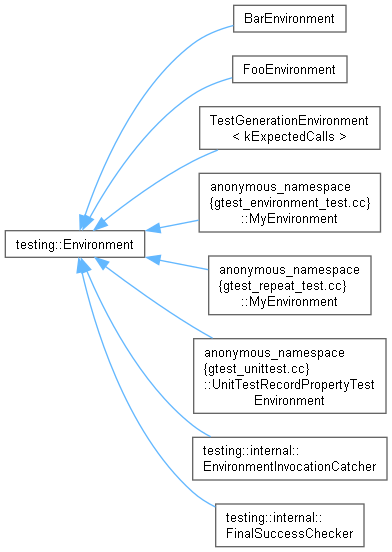 BarEnvironment
FooEnvironment
TestGenerationEnvironment
< kExpectedCalls >
anonymous_namespace
{gtest_environment_test.cc}
::MyEnvironment
testing::Environment
anonymous_namespace
{gtest_repeat_test.cc}
::MyEnvironment
anonymous_namespace
{gtest_unittest.cc}
::UnitTestRecordPropertyTest
Environment
testing::internal::
EnvironmentInvocationCatcher
testing::internal::
FinalSuccessChecker